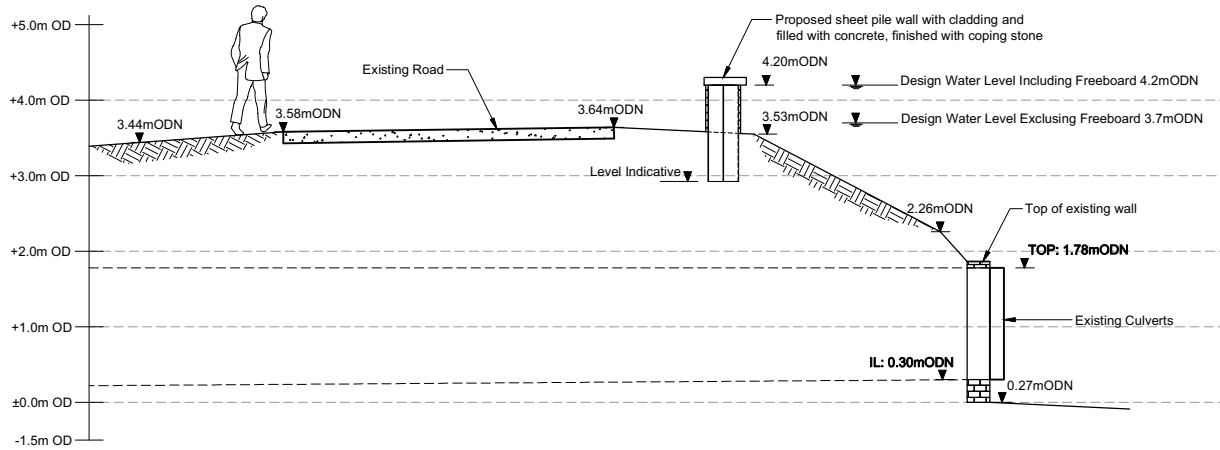 +5.0m OD
Proposed sheet pile wall with cladding and
filled with concrete, finished with coping stone
4.20mODN
Existing Road
Design Water Level Including Freeboard 4.2mODN
+4.0m OD
3.44mODN
3.58mODN
3.64mODN
3.53mODN
Design Water Level Exclusing Freeboard 3.7mODN
Level Indicative
+3.0m OD
2.26mODN
Top of existing wall
+2.0m OD
TOP: 1.78mODN
+1.0m OD
Existing Culverts
IL: 0.30mODN
0.27mODN
±0.0m OD
-1.5m OD